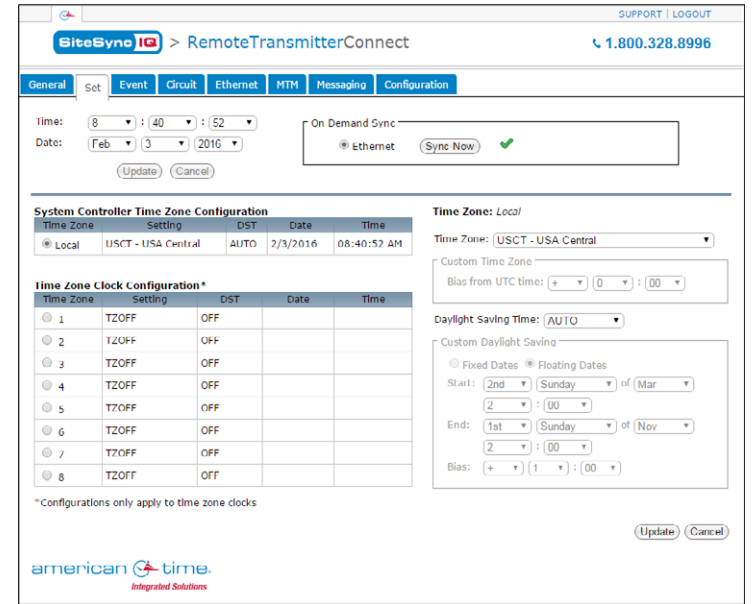 SUPPORT | LOGOUT
SiteSync IQ > RemoteTransmitterConnect
1.800.328.8996
General Set Event Circuit Ethernet MTM Messaging Configuration
Time: 8 : 40 : 52
On Demand Sync
Date: Feb 3 2016
Ethernet Sync Now
Update Cancel
System Controller Time Zone Configuration
Time Zone: Local
Time Zone Setting DST Date Time
Local USCT - USA Central AUTO 2/3/2016 08:40:52 AM
Time Zone: USCT - USA Central
Custom Time Zone
Bias from UTC time: + 0 : 00
Time Zone Clock Configuration*
Time Zone Setting DST Date Time
1 TZOFF OFF
2 TZOFF OFF
3 TZOFF OFF
4 TZOFF OFF
5 TZOFF OFF
6 TZOFF OFF
7 TZOFF OFF
8 TZOFF OFF
*Configurations only apply to time zone clocks
Daylight Saving Time: AUTO
Custom Daylight Saving
Fixed Dates Floating Dates
Start: 2nd Sunday of Mar
2 : 00
End: 1st Sunday of Nov
2 : 00
Bias: + 1 : 00
Update Cancel
american time.
Integrated Solutions